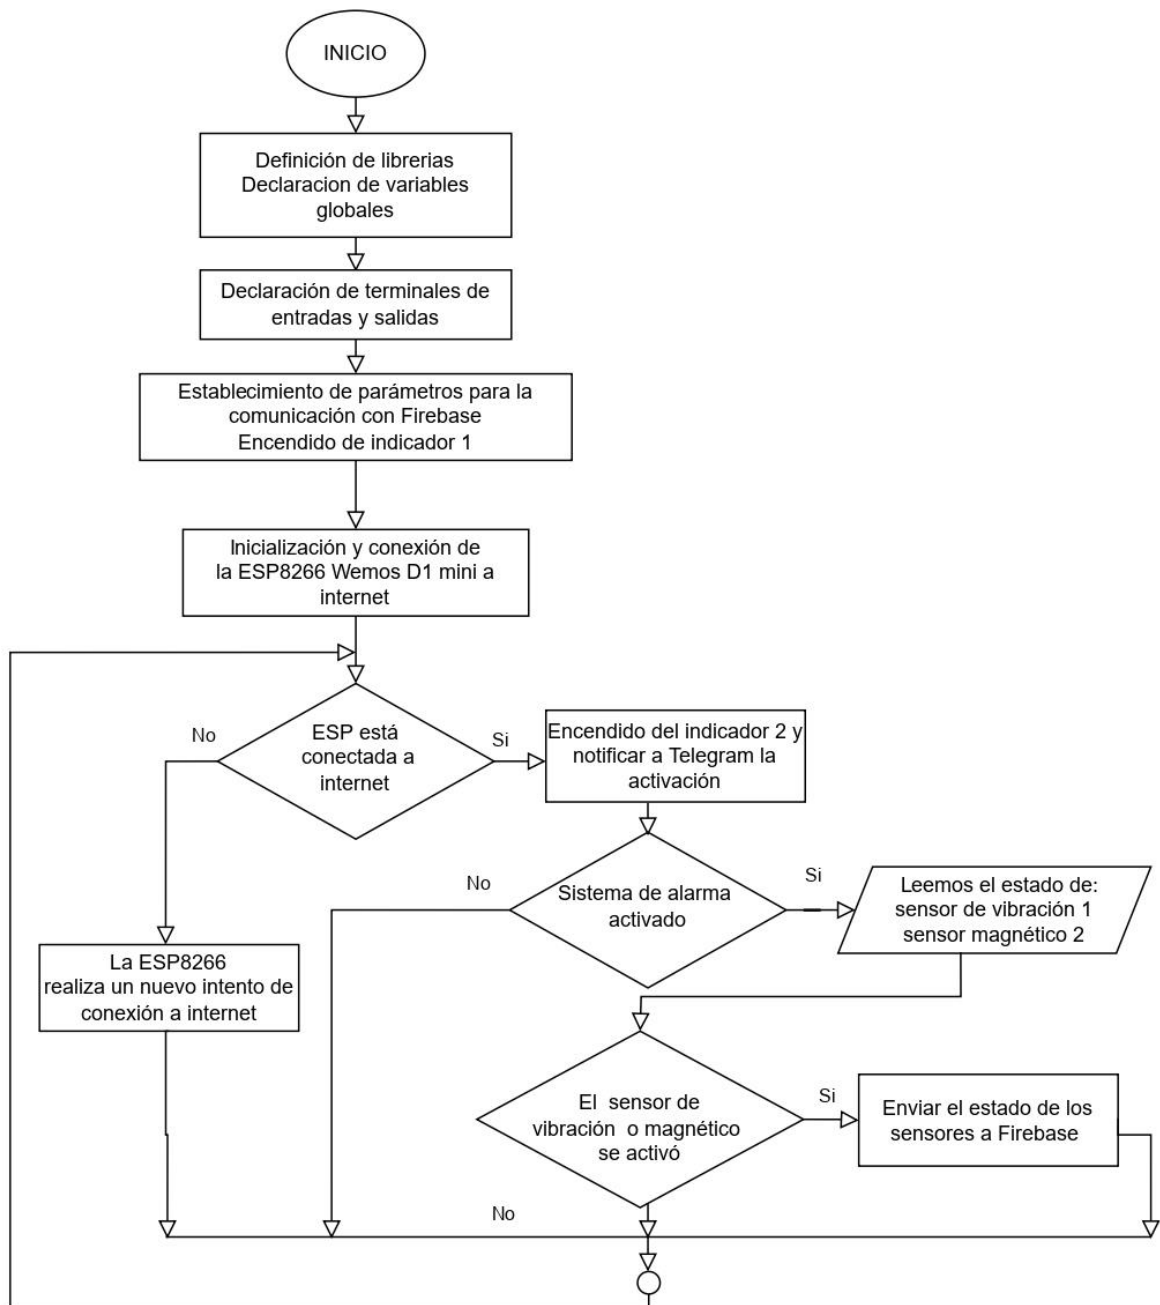 INICIO
Definición de librerias
Declaracion de variables
globales
Declaración de terminales de
entradas y salidas
Establecimiento de parámetros para la
comunicación con Firebase
Encendido de indicador 1
Inicialización y conexión de
la ESP8266 Wemos D1 mini a
internet
No
ESP está
conectada a
internet
Si
Encendido del indicador 2 y
notificar a Telegram la
activación
No
Sistema de alarma
activado
Si
Leemos el estado de:
sensor de vibración 1
sensor magnético 2
La ESP8266
realiza un nuevo intento de
conexión a internet
El sensor de
vibración o magnético
se activó
Si
Enviar el estado de los
sensores a Firebase
No